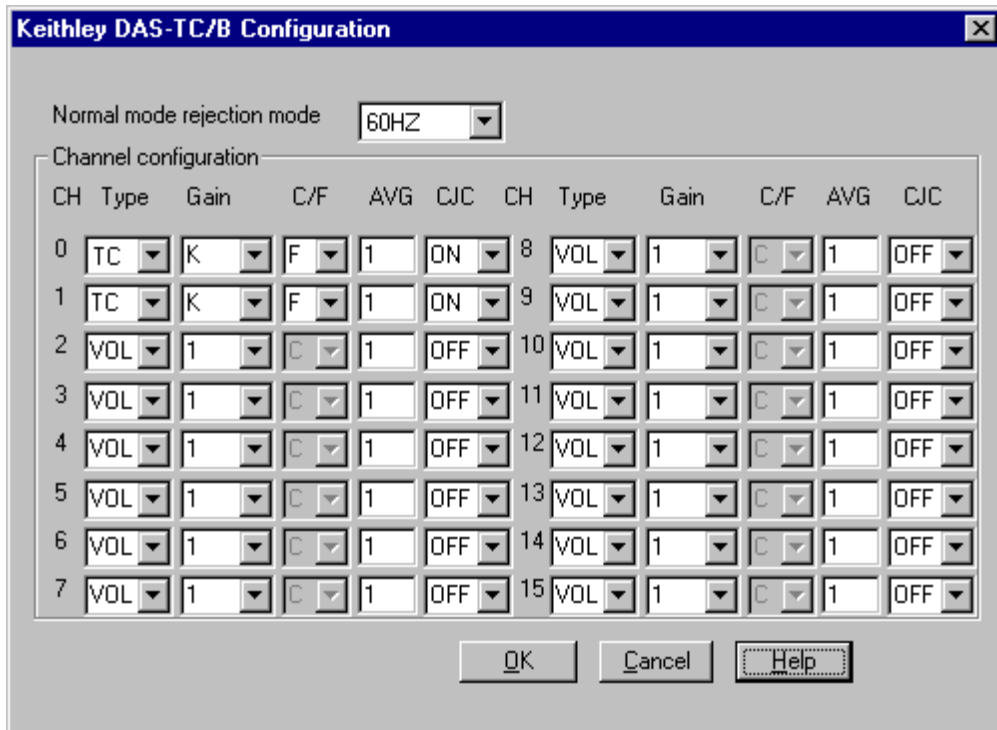 Keithley DAS-TC/B Configuration
Normal mode rejection mode 60HZ
Channel configuration
CH Type Gain C/F AVG CJC CH Type Gain C/F AVG CJC
0 TC K F 1 ON 8 VOL 1 C 1 OFF
1 TC K F 1 ON 9 VOL 1 C 1 OFF
2 VOL 1 C 1 OFF 10 VOL 1 C 1 OFF
3 VOL 1 C 1 OFF 11 VOL 1 C 1 OFF
4 VOL 1 C 1 OFF 12 VOL 1 C 1 OFF
5 VOL 1 C 1 OFF 13 VOL 1 C 1 OFF
6 VOL 1 C 1 OFF 14 VOL 1 C 1 OFF
7 VOL 1 C 1 OFF 15 VOL 1 C 1 OFF
OK Cancel Help